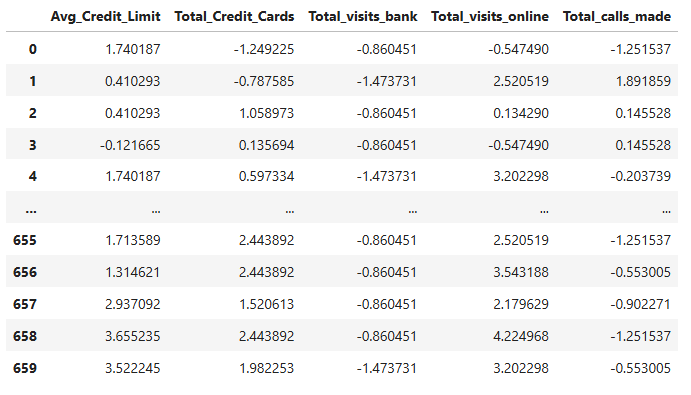 Avg_Credit_Limit Total_Credit_Cards Total_visits_bank Total_visits_online Total_calls_made
0 1.740187 -1.249225 -0.860451 -0.547490 -1.251537
1 0.410293 -0.787585 -1.473731 2.520519 1.891859
2 0.410293 1.058973 -0.860451 0.134290 0.145528
3 -0.121665 0.135694 -0.860451 -0.547490 0.145528
4 1.740187 0.597334 -1.473731 3.202298 -0.203739
... ... ... ... ... ...
655 1.713589 2.443892 -0.860451 2.520519 -1.251537
656 1.314621 2.443892 -0.860451 3.543188 -0.553005
657 2.937092 1.520613 -0.860451 2.179629 -0.902271
658 3.655235 2.443892 -0.860451 4.224968 -1.251537
659 3.522245 1.982253 -1.473731 3.202298 -0.553005